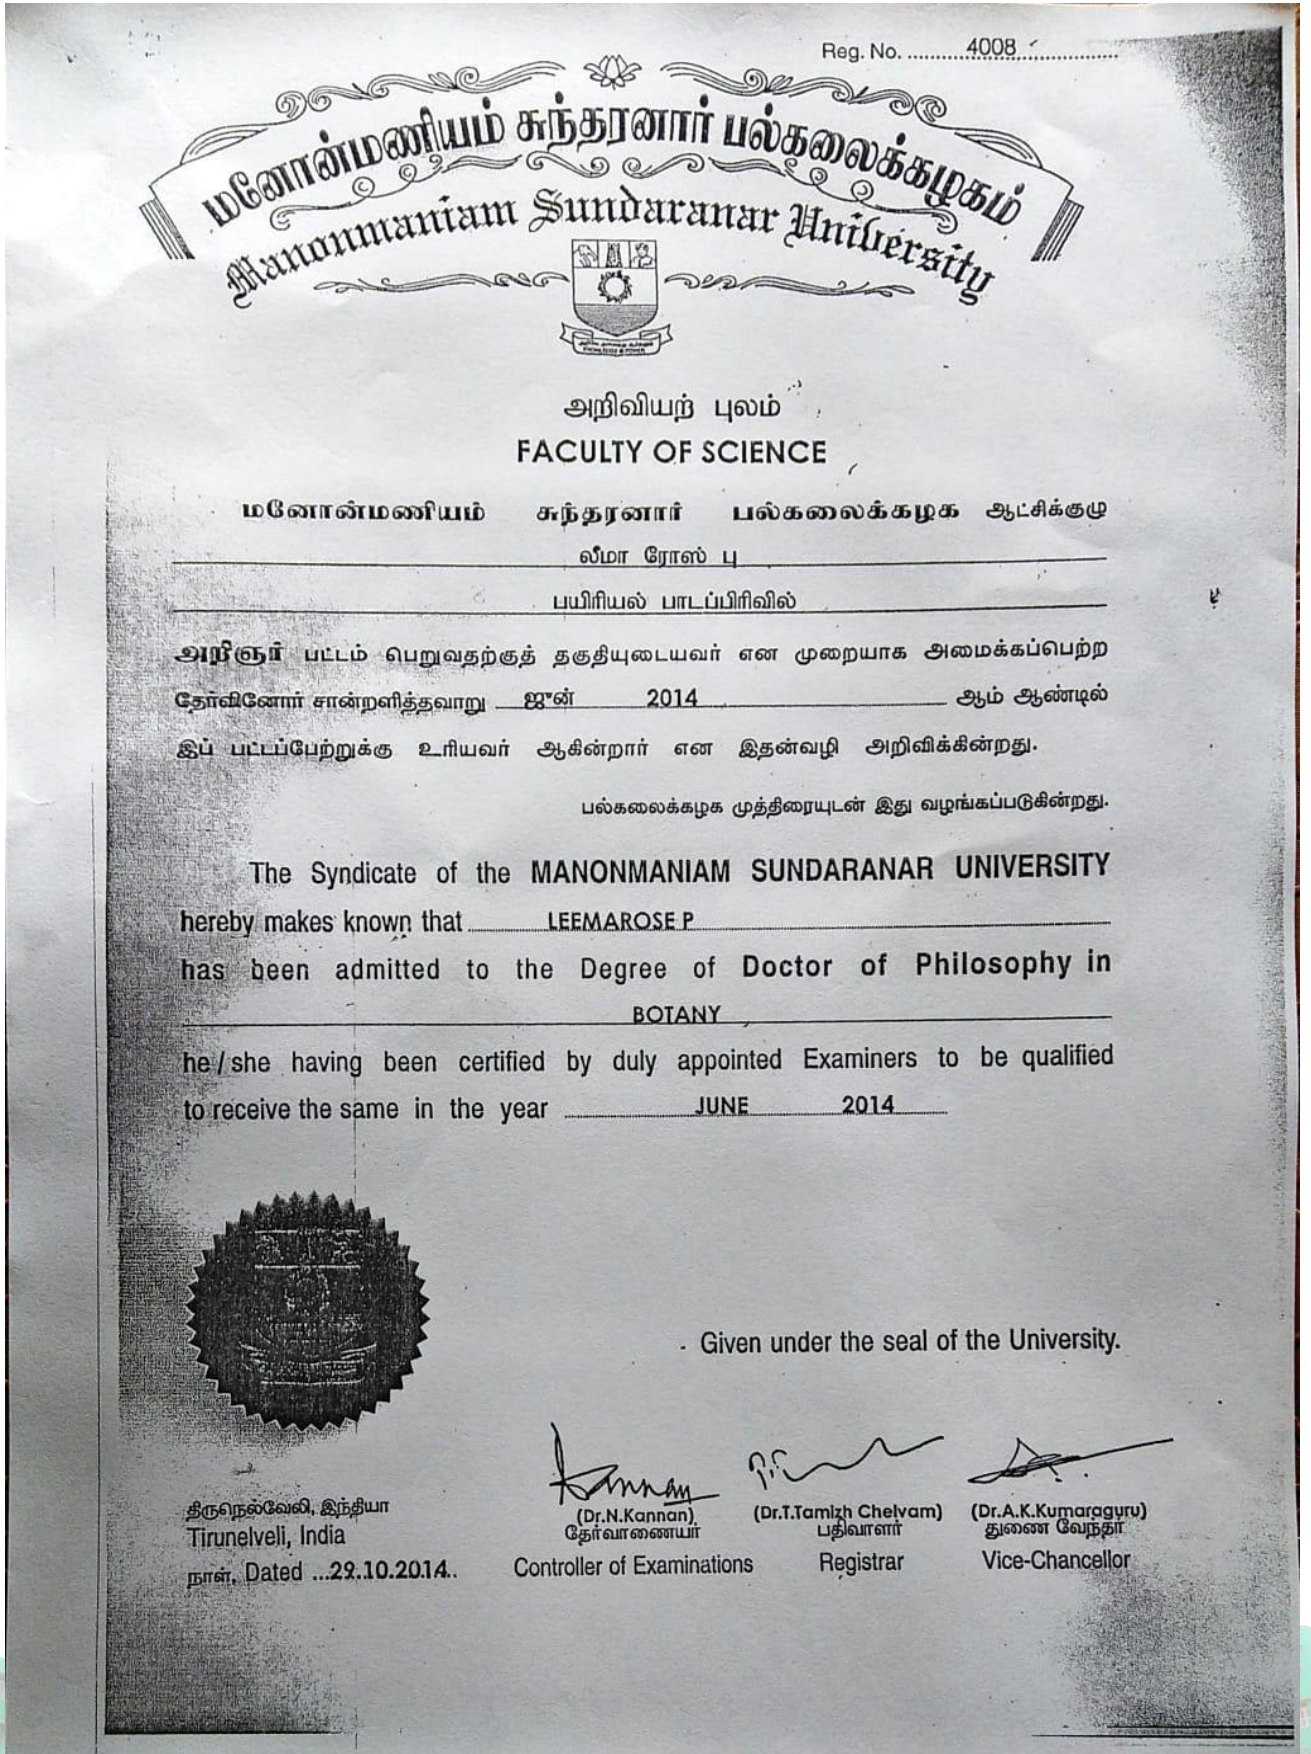 Reg. No. ........... 4008 ....................
மனோன்மணியம் சுந்தரனார் பல்கலைக்கழகம்
Manonmaniam Sundaranar University
அறிவியற் புலம்
FACULTY OF SCIENCE
மனோன்மணியம் சுந்தரனார் பல்கலைக்கழக ஆட்சிக்குழு
லீமா ரோஸ் பு
பயிரியல் பாடப்பிரிவில்
அறிஞர் பட்டம் பெறுவதற்குத் தகுதியுடையவர் என முறையாக அமைக்கப்பெற்ற
தேர்வினோர் சான்றளித்தவாறு ஜுன் 2014 ஆம் ஆண்டில்
இப் பட்டப்பேற்றுக்கு உரியவர் ஆகின்றார் என இதன்வழி அறிவிக்கின்றது.
பல்கலைக்கழக முத்திரையுடன் இது வழங்கப்படுகின்றது.
The Syndicate of the MANONMANIAM SUNDARANAR UNIVERSITY
hereby makes known that LEEMAROSE P
has been admitted to the Degree of Doctor of Philosophy in
BOTANY
he / she having been certified by duly appointed Examiners to be qualified
to receive the same in the year JUNE 2014
Given under the seal of the University.
Kannan
(Dr.N.Kannan) (Dr.T.Tamizh Chelvam) (Dr.A.K.Kumaraguru)
தேர்வாணையர் பதிவாளர் துணை வேந்தர்
Controller of Examinations Registrar Vice-Chancellor
திருநெல்வேலி, இந்தியா
Tirunelveli, India
நாள், Dated ...29.10.2014..